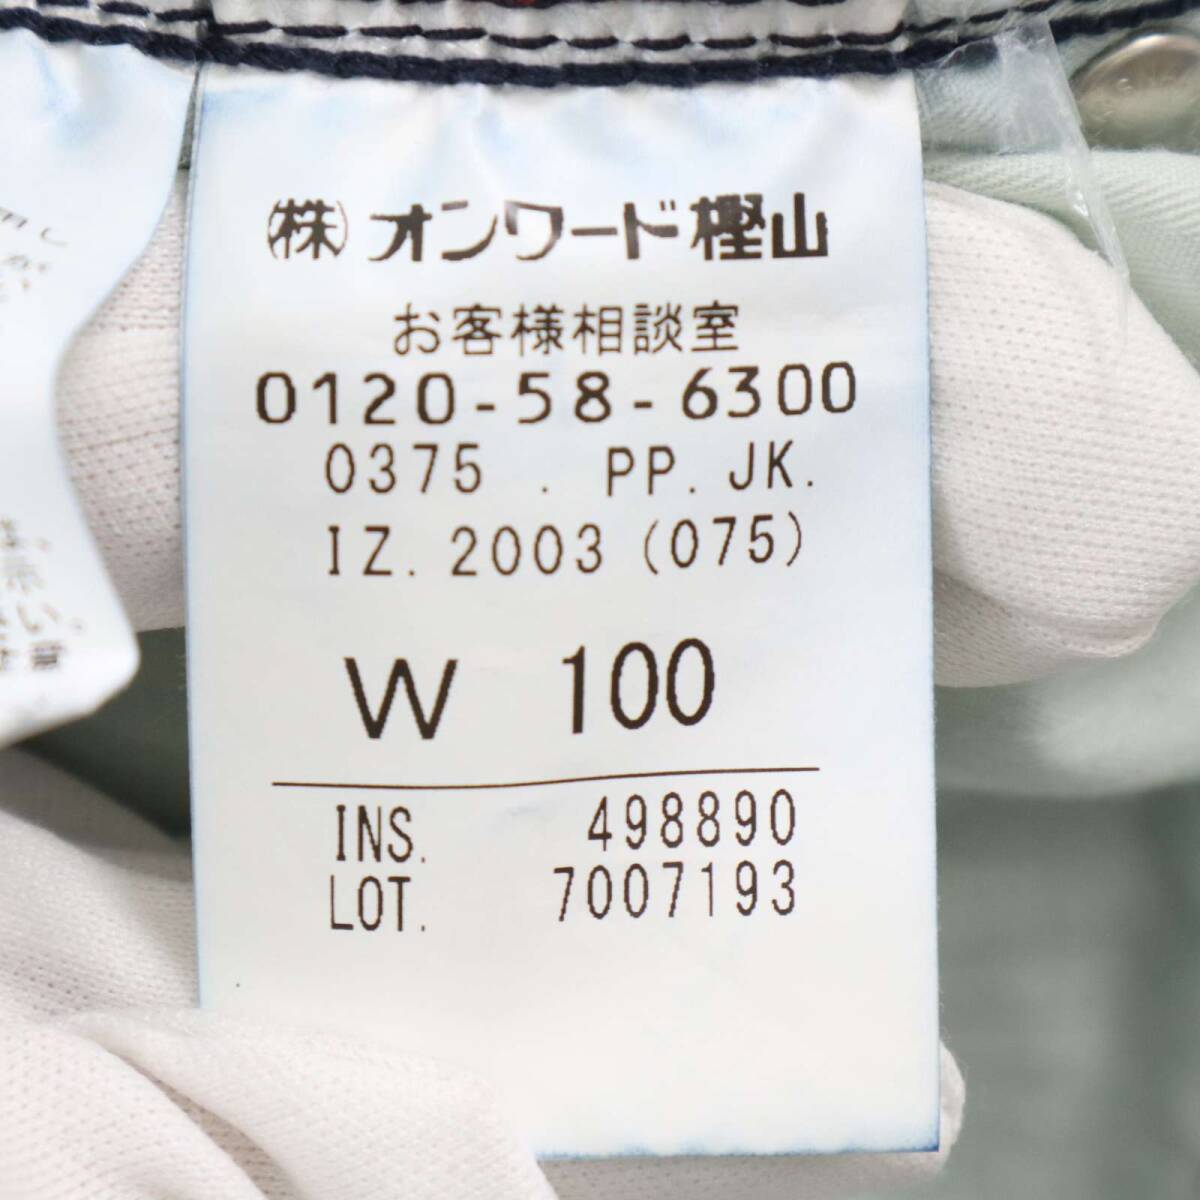 ㈱オンワード樫山
お客様相談室
0120-58-6300
0375 . PP. JK.
IZ. 2003 (075)
W 100
INS. 498890
LOT. 7007193